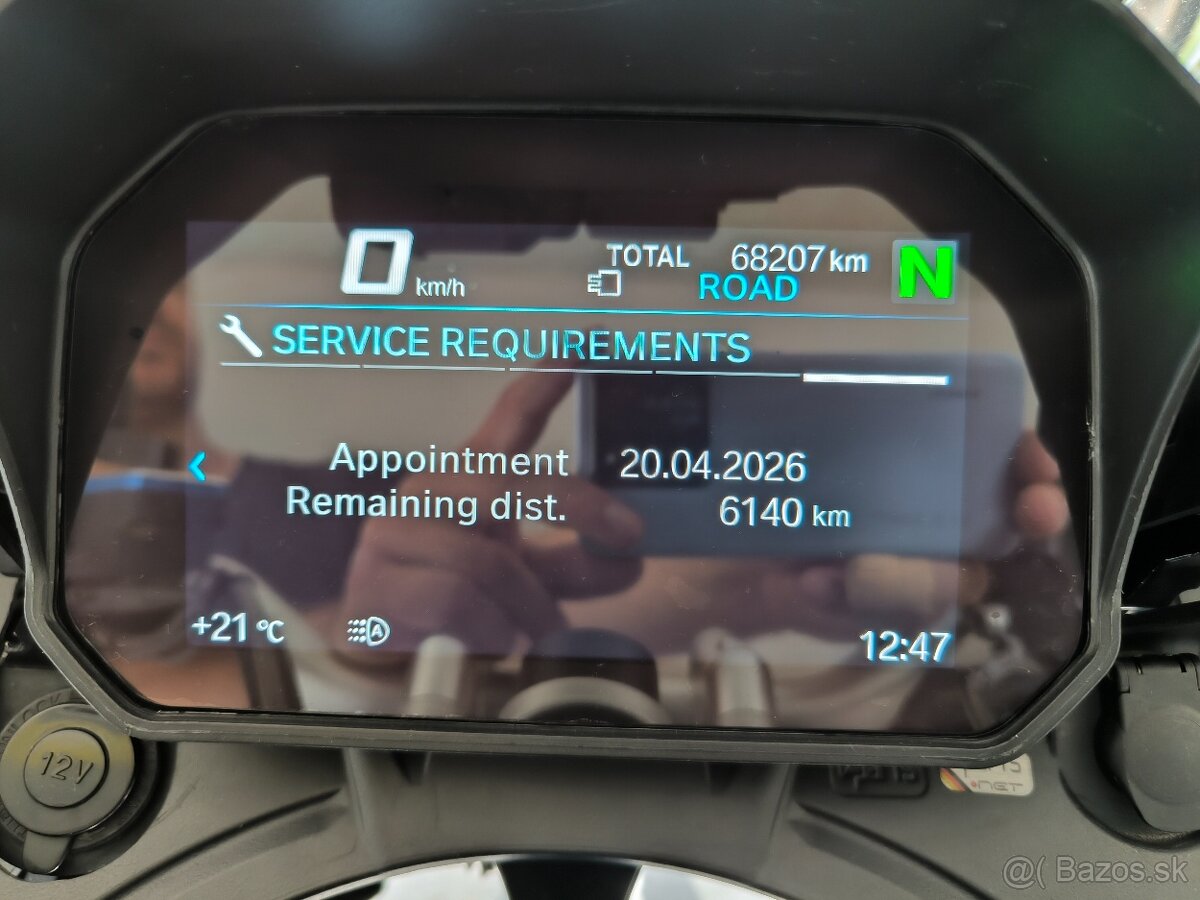 0 km/h
TOTAL 68207 km
ROAD
N
SERVICE REQUIREMENTS
Appointment 20.04.2026
Remaining dist. 6140 km
+21 °C
A
12:47
12V
.NET
@( Bazos.sk